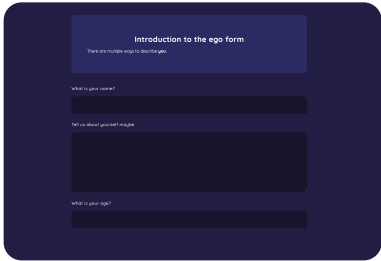 Introduction to the ego form
There are multiple ways to describe you.
What is your name?
Tell us about yourself maybe
What is your age?